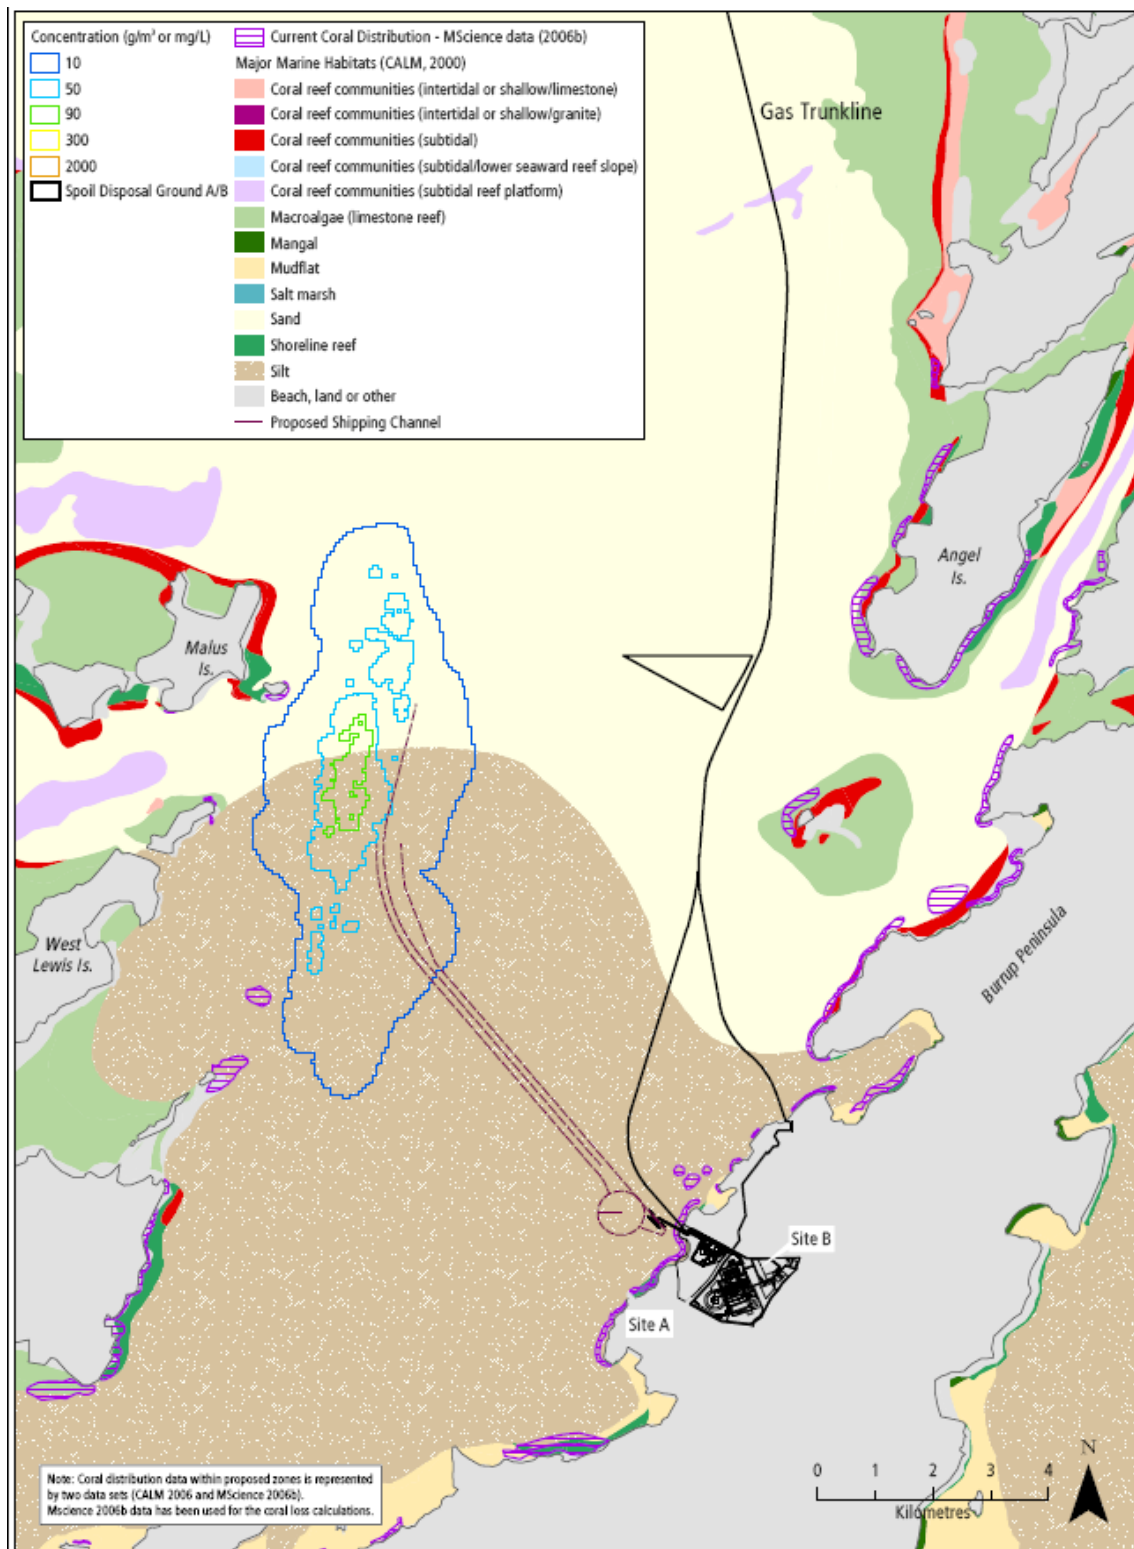 Concentration (g/m³ or mg/L)
10
50
90
300
2000
Spoil Disposal Ground A/B
Current Coral Distribution - MScience data (2006b)
Major Marine Habitats (CALM, 2000)
Coral reef communities (intertidal or shallow/limestone)
Coral reef communities (intertidal or shallow/granite)
Coral reef communities (subtidal)
Coral reef communities (subtidal/lower seaward reef slope)
Coral reef communities (subtidal reef platform)
Macroalgae (limestone reef)
Mangal
Mudflat
Salt marsh
Sand
Shoreline reef
Silt
Beach, land or other
Proposed Shipping Channel
Gas Trunkline
Angel
Is.
Malus
Is.
West
Lewis Is.
Burrup Peninsula
Site B
Site A
Note: Coral distribution data within proposed zones is represented
by two data sets (CALM 2006 and MScience 2006b).
Mscience 2006b data has been used for the coral loss calculations.
0 1 2 3 4
Kilometres
N